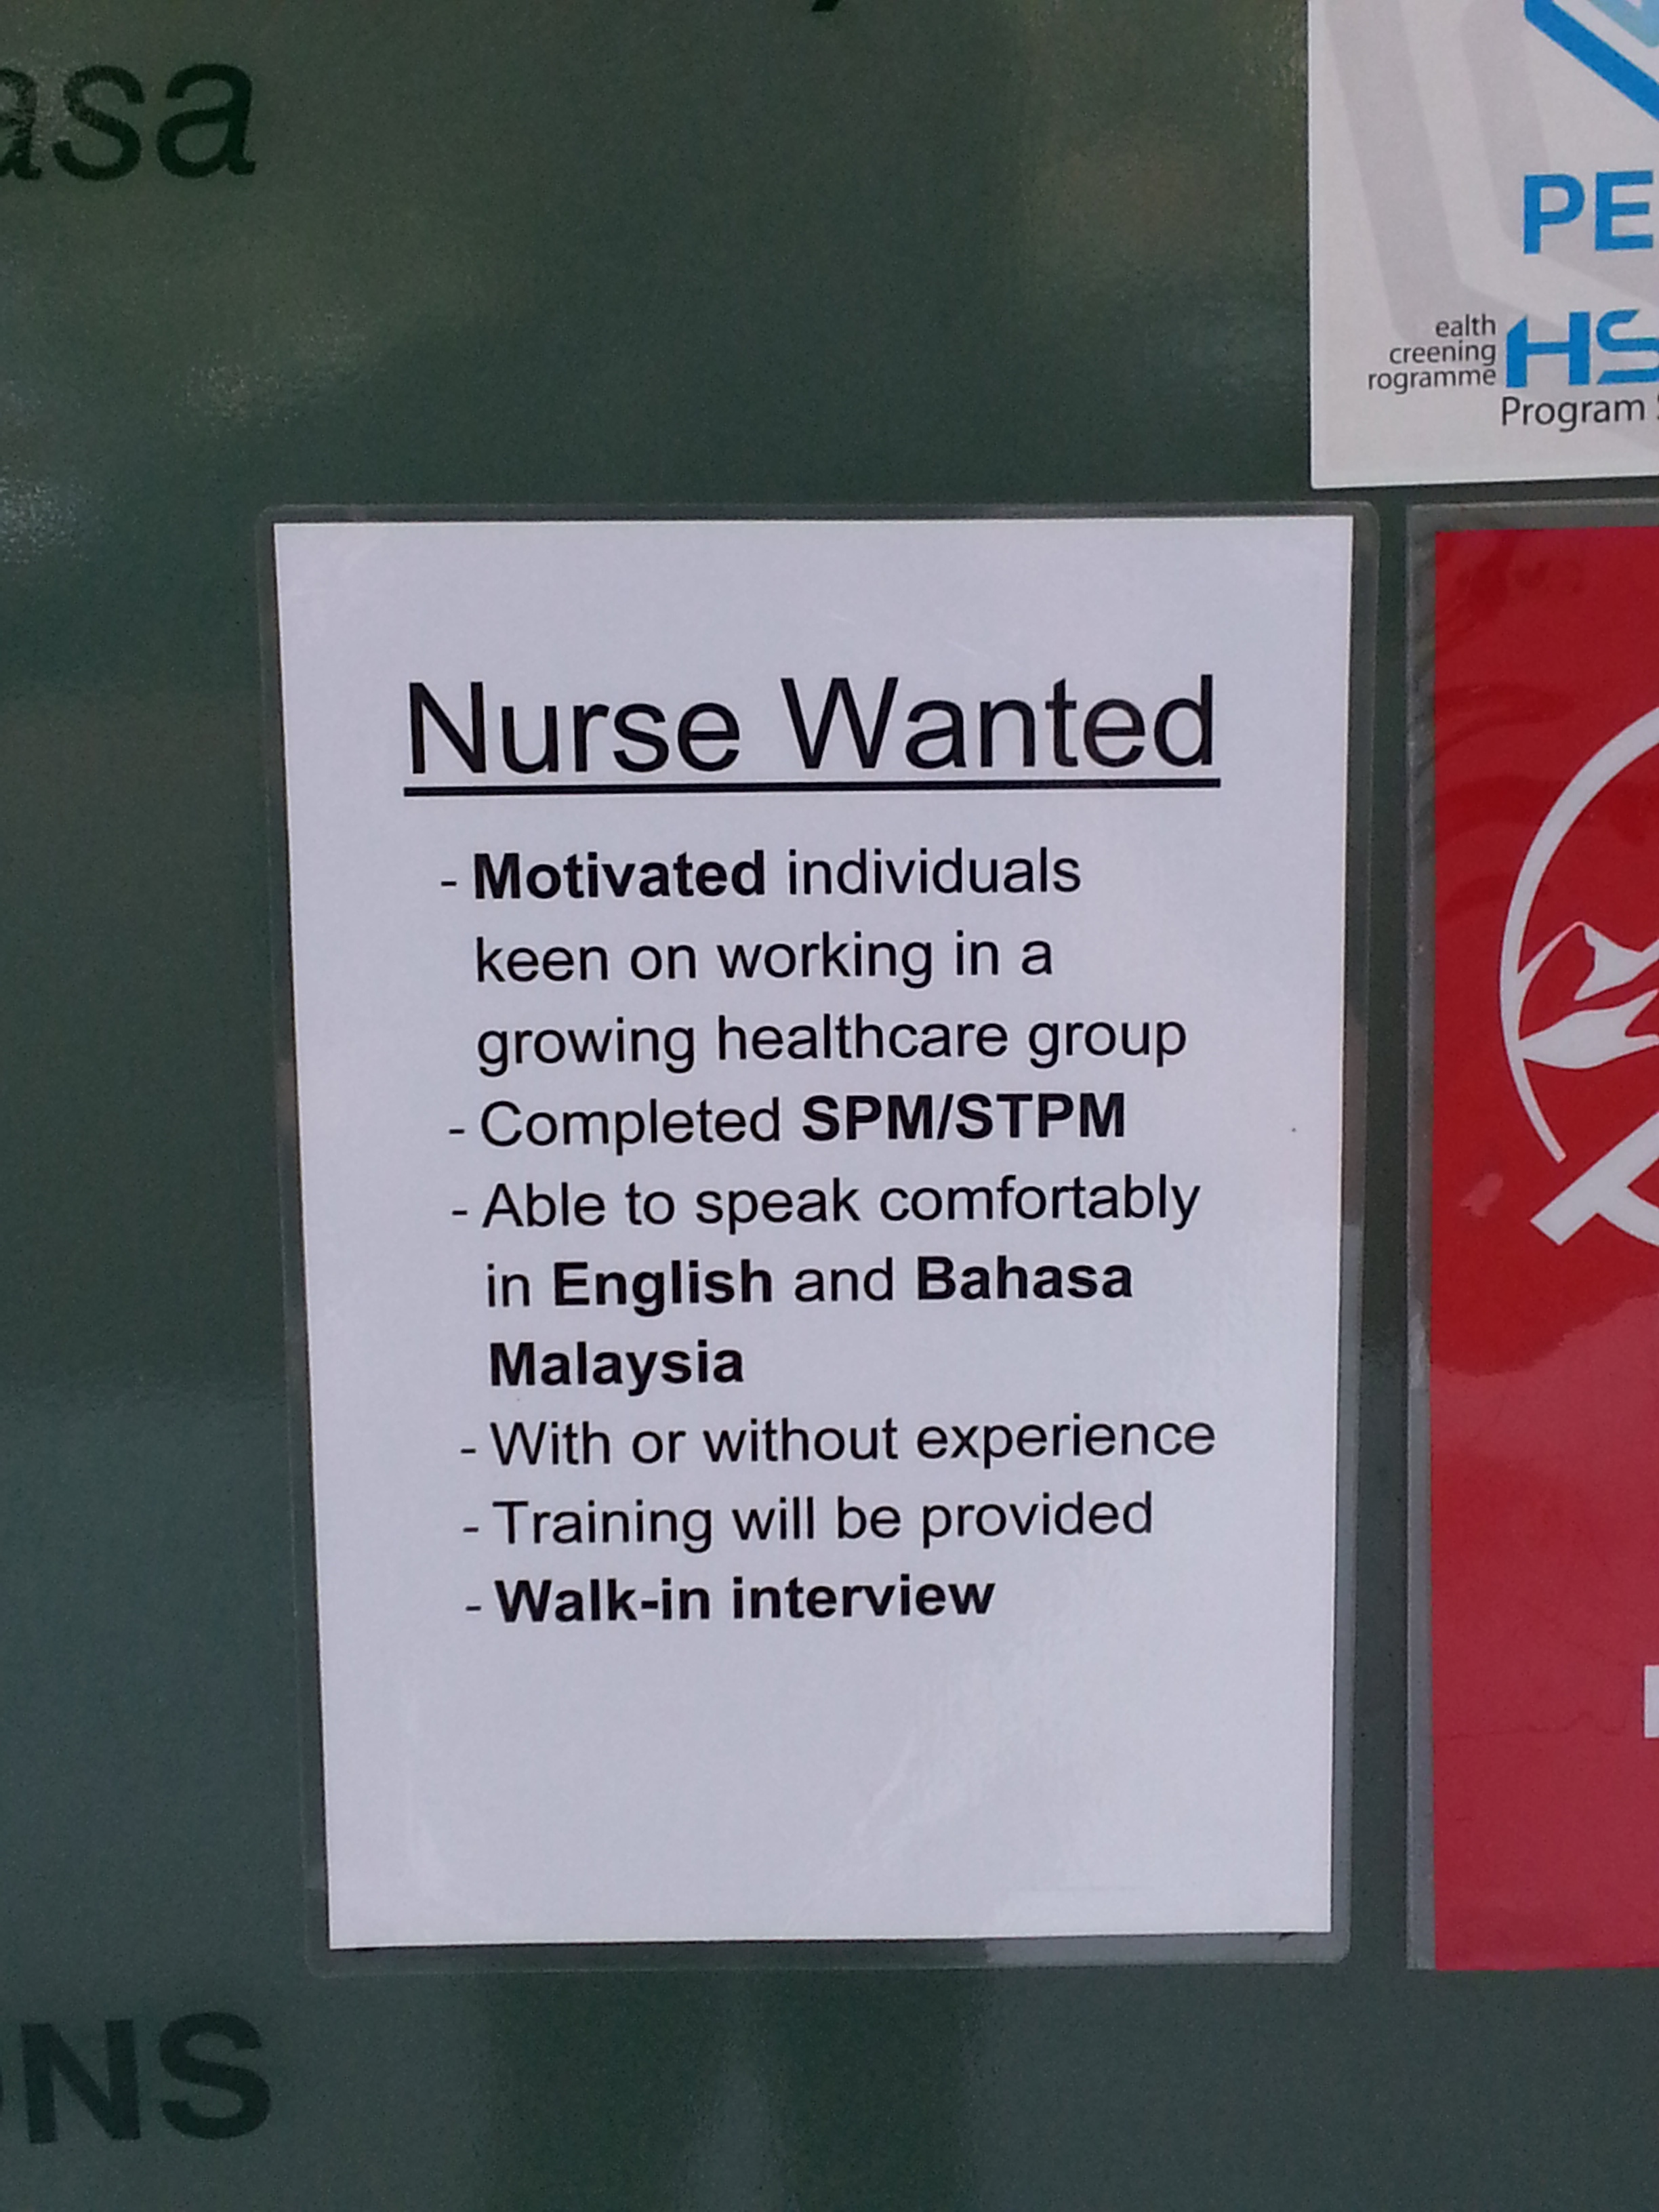 asa
PE
ealth
creening
rogramme
HS
Program
Nurse Wanted
- Motivated individuals
keen on working in a
growing healthcare group
- Completed SPM/STPM
- Able to speak comfortably
in English and Bahasa
Malaysia
- With or without experience
- Training will be provided
- Walk-in interview
NS